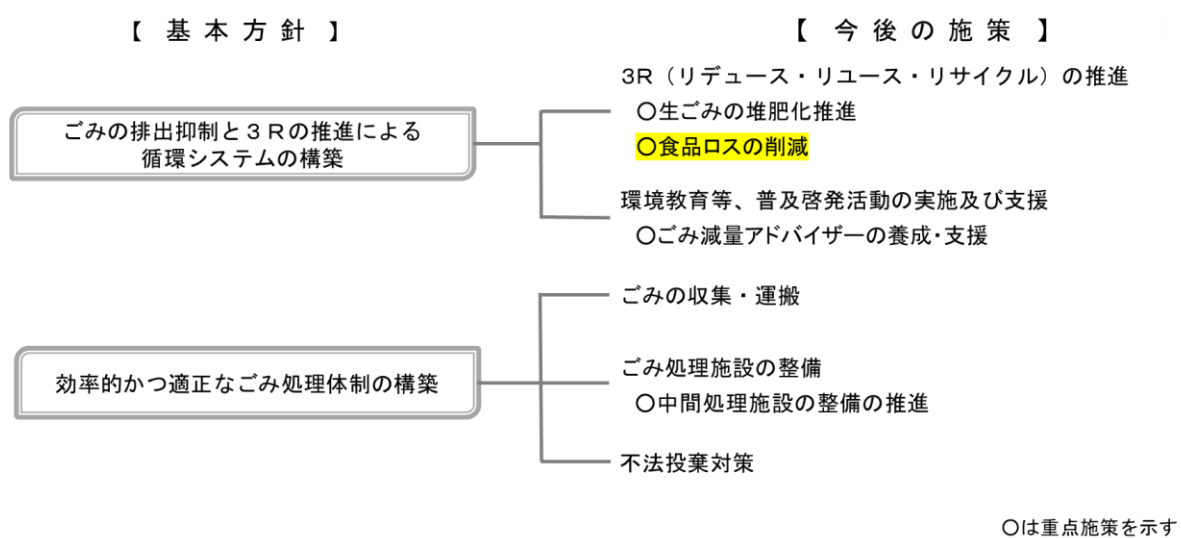 【 基本方針 】
【 今後の施策 】
ごみの排出抑制と3Rの推進による
循環システムの構築
3R（リデュース・リユース・リサイクル）の推進
〇生ごみの堆肥化推進
〇食品ロスの削減
環境教育等、普及啓発活動の実施及び支援
〇ごみ減量アドバイザーの養成・支援
効率的かつ適正なごみ処理体制の構築
ごみの収集・運搬
ごみ処理施設の整備
〇中間処理施設の整備の推進
不法投棄対策
〇は重点施策を示す